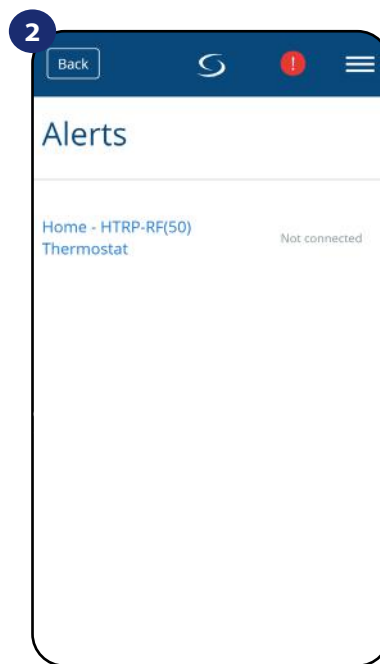 2
Back
!
Alerts
Home - HTRP-RF(50)
Thermostat
Not connected